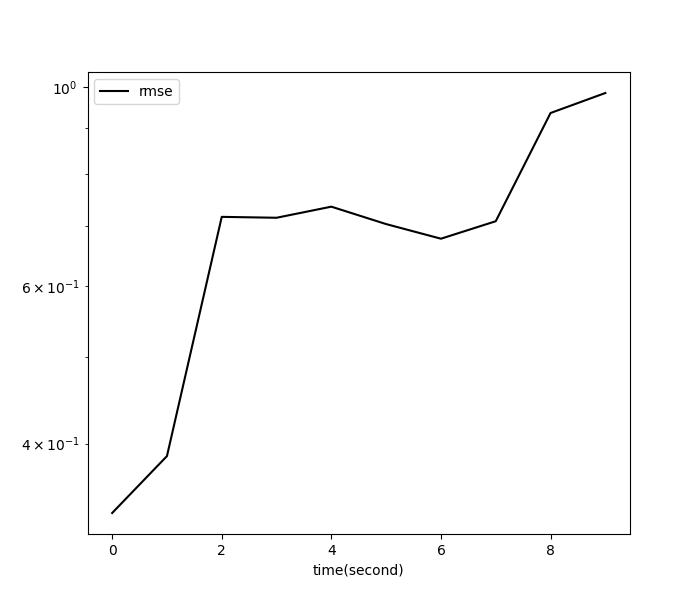 10⁰
rmse
6 × 10⁻¹
4 × 10⁻¹
0 2 4 6 8
time(second)